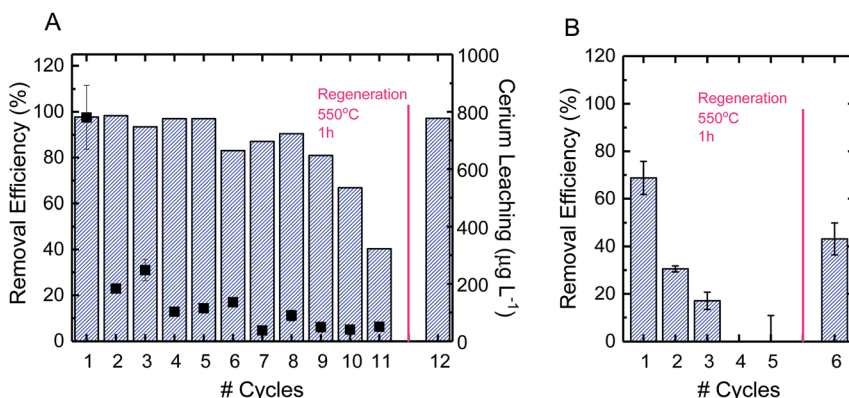 A
Removal Efficiency (%)
120
100
80
60
40
20
0
Regeneration
550ºC
1h
1000
800
600
400
200
0
Cerium Leaching (µg L-1)
1 2 3 4 5 6 7 8 9 10 11 12
# Cycles
B
Removal Efficiency (%)
120
100
80
60
40
20
0
Regeneration
550ºC
1h
1 2 3 4 5 6
# Cycles